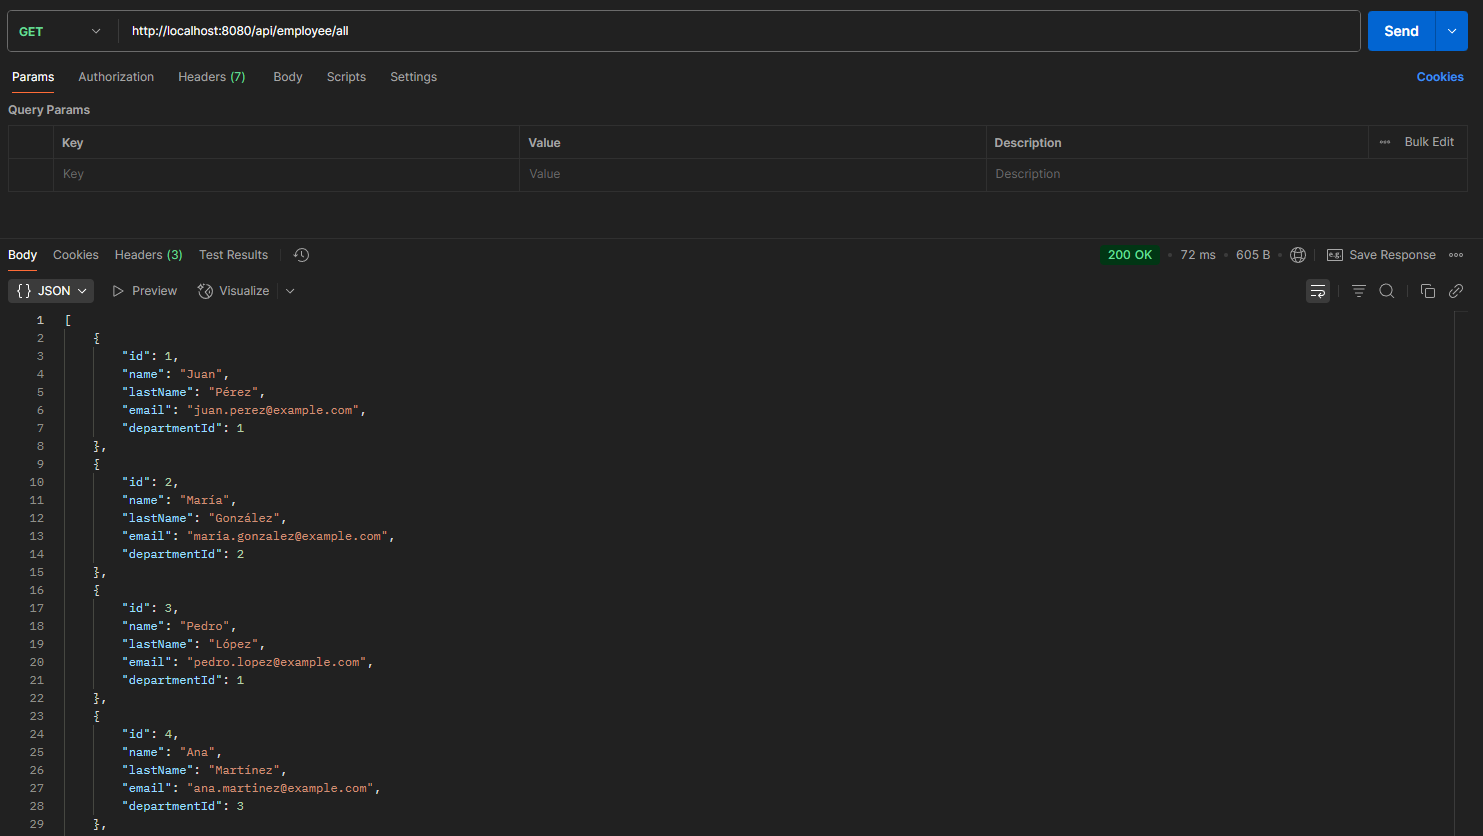 GET http://localhost:8080/api/employee/all Send
Params Authorization Headers (7) Body Scripts Settings Cookies
Query Params
Key Value Description Bulk Edit
Key Value Description
Body Cookies Headers (3) Test Results 200 OK 72 ms 605 B e.g. Save Response
{} JSON Preview Visualize
1 [
2 {
3 "id": 1,
4 "name": "Juan",
5 "lastName": "Pérez",
6 "email": "juan.perez@example.com",
7 "departmentId": 1
8 },
9 {
10 "id": 2,
11 "name": "María",
12 "lastName": "González",
13 "email": "maria.gonzalez@example.com",
14 "departmentId": 2
15 },
16 {
17 "id": 3,
18 "name": "Pedro",
19 "lastName": "López",
20 "email": "pedro.lopez@example.com",
21 "departmentId": 1
22 },
23 {
24 "id": 4,
25 "name": "Ana",
26 "lastName": "Martínez",
27 "email": "ana.martinez@example.com",
28 "departmentId": 3
29 },